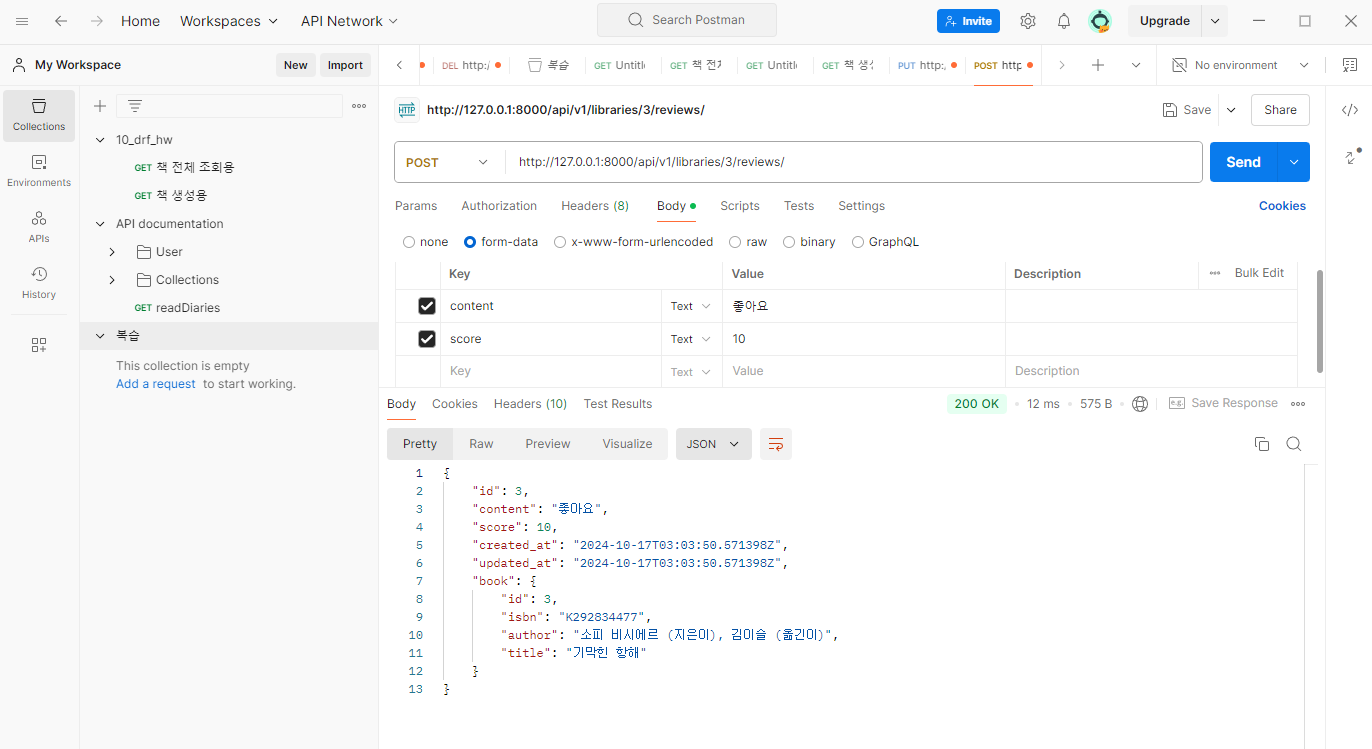 Home Workspaces API Network Search Postman Invite Upgrade
My Workspace New Import
DEL http:/ 복습 GET Untitl GET 책 전 GET Untitl GET 책 생 PUT http:, POST http No environment
Collections
Environments
APIs
History
10_drf_hw
GET 책 전체 조회용
GET 책 생성용
API documentation
User
Collections
GET readDiaries
복습
This collection is empty
Add a request to start working.
HTTP http://127.0.0.1:8000/api/v1/libraries/3/reviews/ Save Share
POST http://127.0.0.1:8000/api/v1/libraries/3/reviews/ Send
Params Authorization Headers (8) Body Scripts Tests Settings Cookies
none form-data x-www-form-urlencoded raw binary GraphQL
Key Value Description Bulk Edit
content Text 좋아요
score Text 10
Key Text Value Description
Body Cookies Headers (10) Test Results 200 OK 12 ms 575 B e.g. Save Response
Pretty Raw Preview Visualize JSON
1 {
2 "id": 3,
3 "content": "좋아요",
4 "score": 10,
5 "created_at": "2024-10-17T03:03:50.571398Z",
6 "updated_at": "2024-10-17T03:03:50.571398Z",
7 "book": {
8 "id": 3,
9 "isbn": "K292834477",
10 "author": "소피 비시에르 (지은이), 김이슬 (옮긴이)",
11 "title": "기막힌 항해"
12 }
13 }